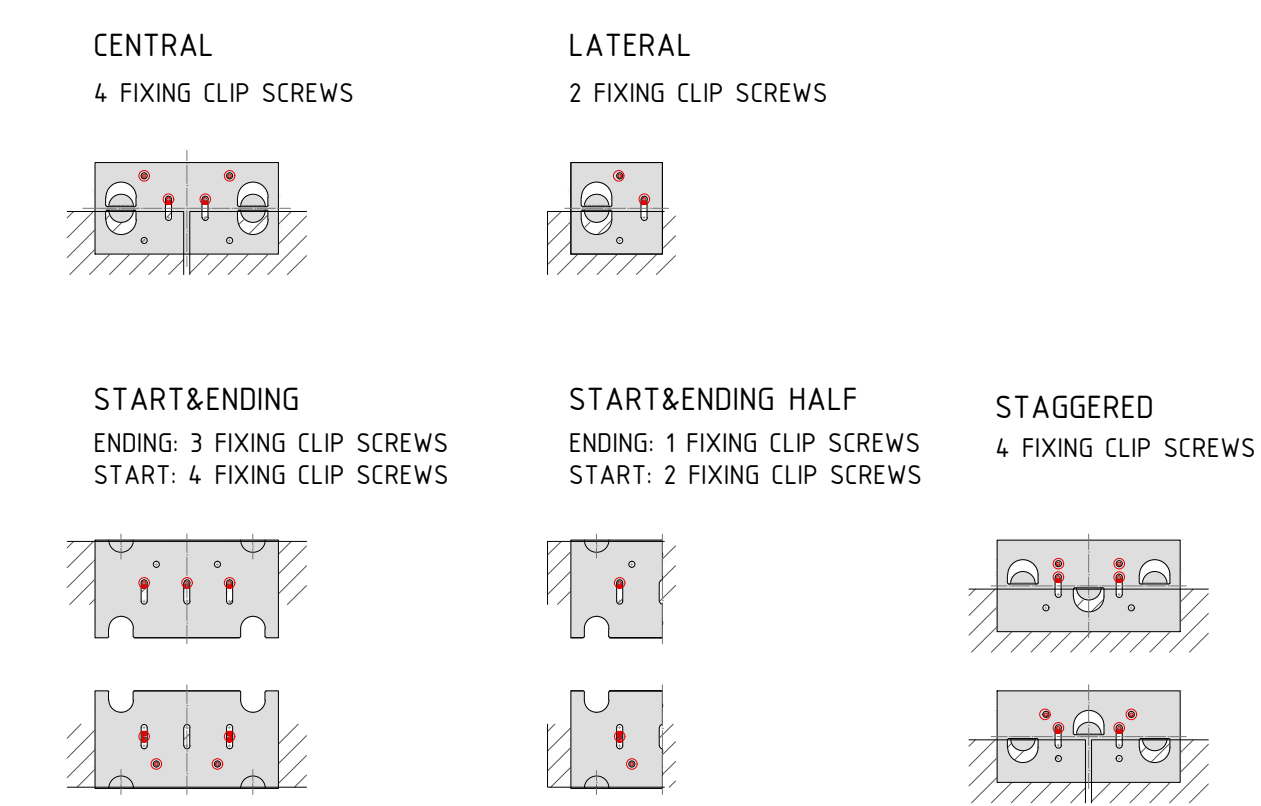 CENTRAL
4 FIXING CLIP SCREWS
LATERAL
2 FIXING CLIP SCREWS
START&ENDING
ENDING: 3 FIXING CLIP SCREWS
START: 4 FIXING CLIP SCREWS
START&ENDING HALF
ENDING: 1 FIXING CLIP SCREWS
START: 2 FIXING CLIP SCREWS
STAGGERED
4 FIXING CLIP SCREWS